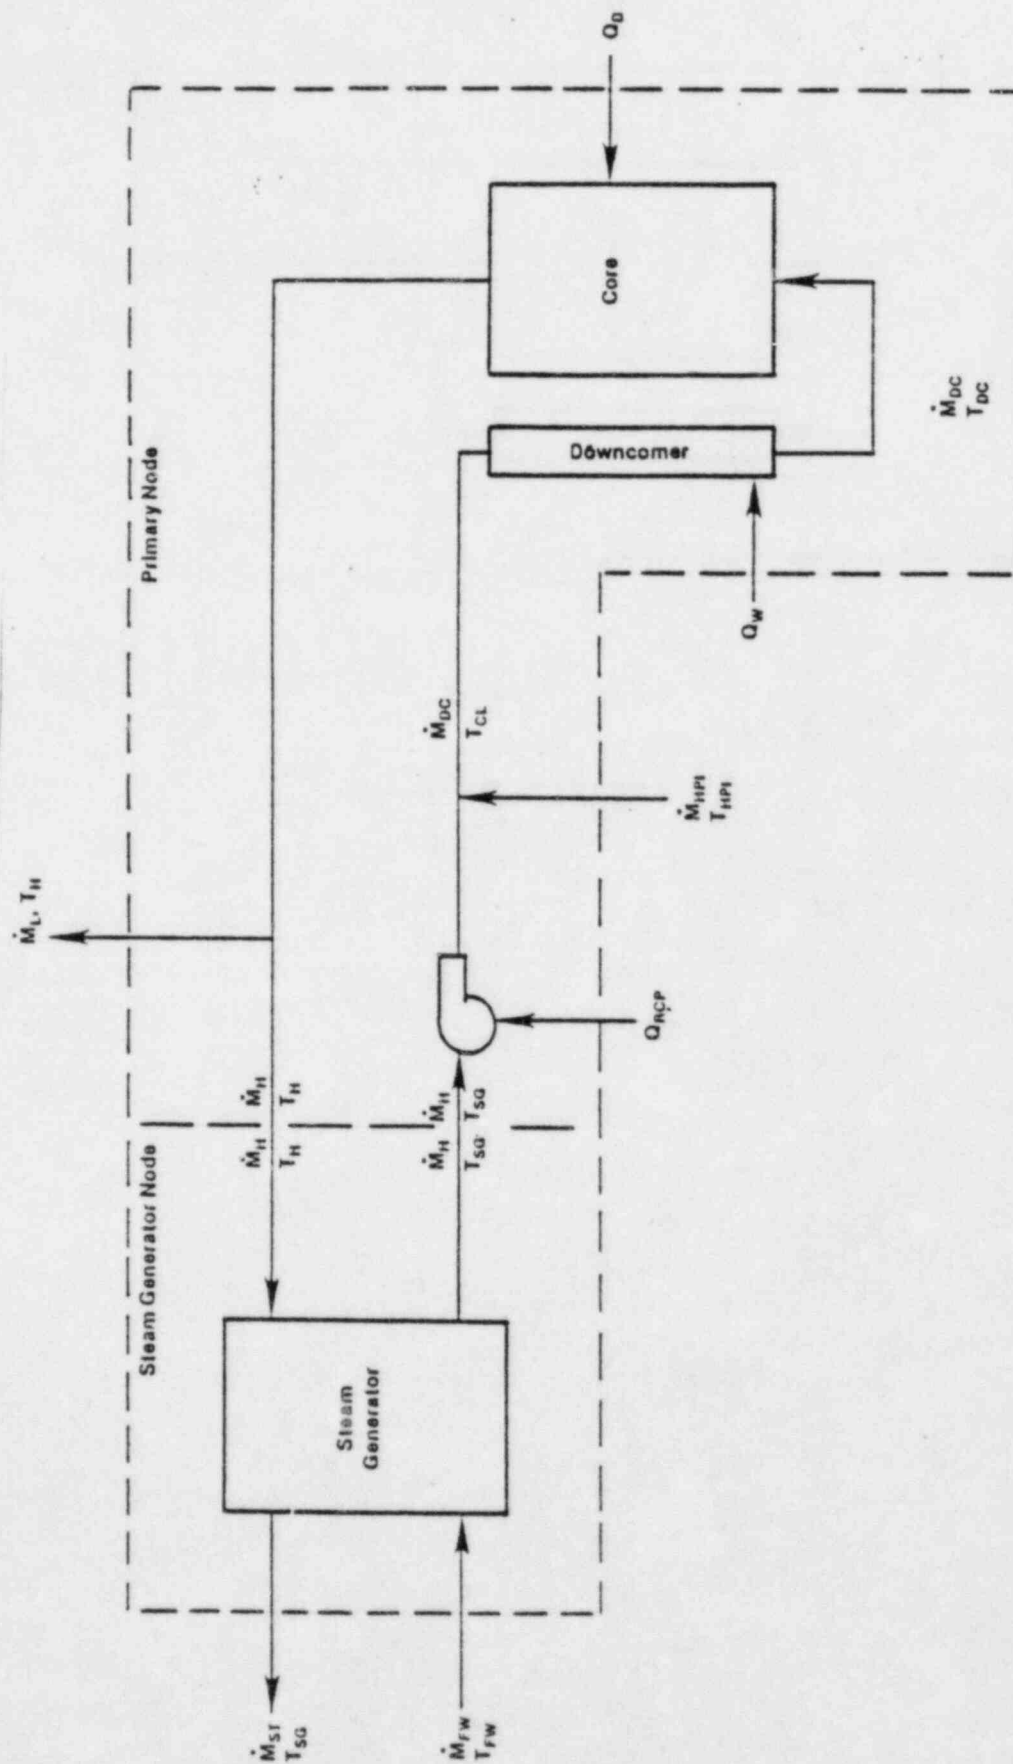 Q_D
Primary Node
Core
Downcomer
Ṁ_DC
T_DC
Q_W
Ṁ_DC
T_CL
Ṁ_HPI
T_HPI
Ṁ_L, T_H
Q_RCP
Ṁ_H
T_H
Ṁ_H
T_H
Ṁ_H
T_SG
Ṁ_H
T_SG
Steam Generator Node
Steam
Generator
Ṁ_ST
T_SG
Ṁ_FW
T_FW